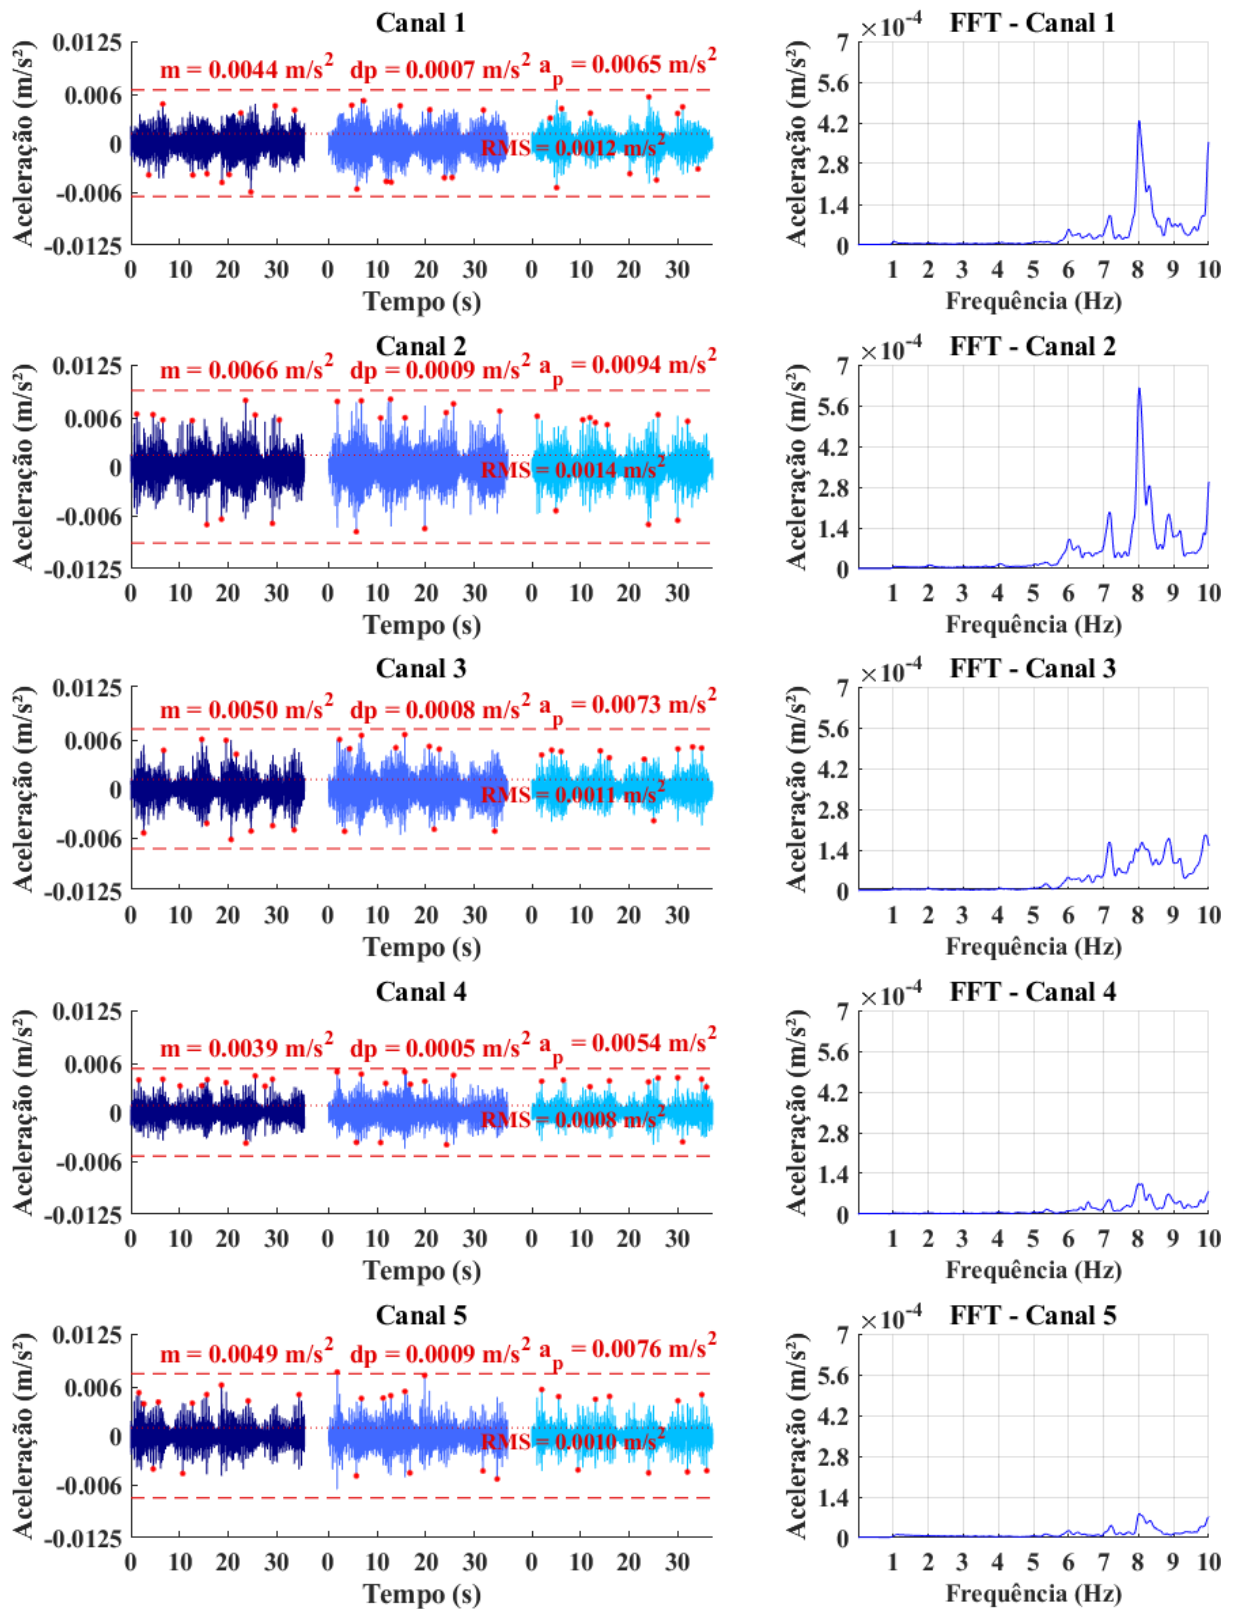 Canal 1
0.0125
0.006
0
-0.006
-0.0125
Aceleração (m/s²)
m = 0.0044 m/s² dp = 0.0007 m/s² a_p = 0.0065 m/s²
RMS = 0.0012 m/s²
0 10 20 30 0 10 20 30 0 10 20 30
Tempo (s)
×10⁻⁴ FFT - Canal 1
7
5.6
4.2
2.8
1.4
0
Aceleração (m/s²)
1 2 3 4 5 6 7 8 9 10
Frequência (Hz)
Canal 2
0.0125
0.006
0
-0.006
-0.0125
Aceleração (m/s²)
m = 0.0066 m/s² dp = 0.0009 m/s² a_p = 0.0094 m/s²
RMS = 0.0014 m/s²
0 10 20 30 0 10 20 30 0 10 20 30
Tempo (s)
×10⁻⁴ FFT - Canal 2
7
5.6
4.2
2.8
1.4
0
Aceleração (m/s²)
1 2 3 4 5 6 7 8 9 10
Frequência (Hz)
Canal 3
0.0125
0.006
0
-0.006
-0.0125
Aceleração (m/s²)
m = 0.0050 m/s² dp = 0.0008 m/s² a_p = 0.0073 m/s²
RMS = 0.0011 m/s²
0 10 20 30 0 10 20 30 0 10 20 30
Tempo (s)
×10⁻⁴ FFT - Canal 3
7
5.6
4.2
2.8
1.4
0
Aceleração (m/s²)
1 2 3 4 5 6 7 8 9 10
Frequência (Hz)
Canal 4
0.0125
0.006
0
-0.006
-0.0125
Aceleração (m/s²)
m = 0.0039 m/s² dp = 0.0005 m/s² a_p = 0.0054 m/s²
RMS = 0.0008 m/s²
0 10 20 30 0 10 20 30 0 10 20 30
Tempo (s)
×10⁻⁴ FFT - Canal 4
7
5.6
4.2
2.8
1.4
0
Aceleração (m/s²)
1 2 3 4 5 6 7 8 9 10
Frequência (Hz)
Canal 5
0.0125
0.006
0
-0.006
-0.0125
Aceleração (m/s²)
m = 0.0049 m/s² dp = 0.0009 m/s² a_p = 0.0076 m/s²
RMS = 0.0010 m/s²
0 10 20 30 0 10 20 30 0 10 20 30
Tempo (s)
×10⁻⁴ FFT - Canal 5
7
5.6
4.2
2.8
1.4
0
Aceleração (m/s²)
1 2 3 4 5 6 7 8 9 10
Frequência (Hz)